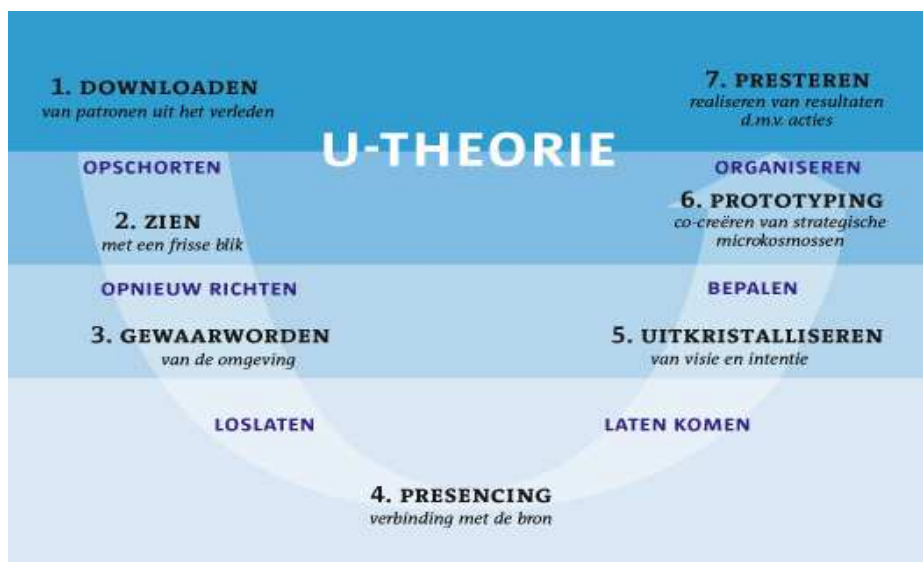 1. DOWNLOADEN
van patronen uit het verleden
7. PRESTEREN
realiseren van resultaten
d.m.v. acties
U-THEORIE
OPSCHORTEN
ORGANISEREN
2. ZIEN
met een frisse blik
6. PROTOTYPING
co-creëren van strategische
microkosmossen
OPNIEUW RICHTEN
BEPALEN
3. GEWAARWORDEN
van de omgeving
5. UITKRISTALLISEREN
van visie en intentie
LOSLATEN
LATEN KOMEN
4. PRESENCING
verbinding met de bron